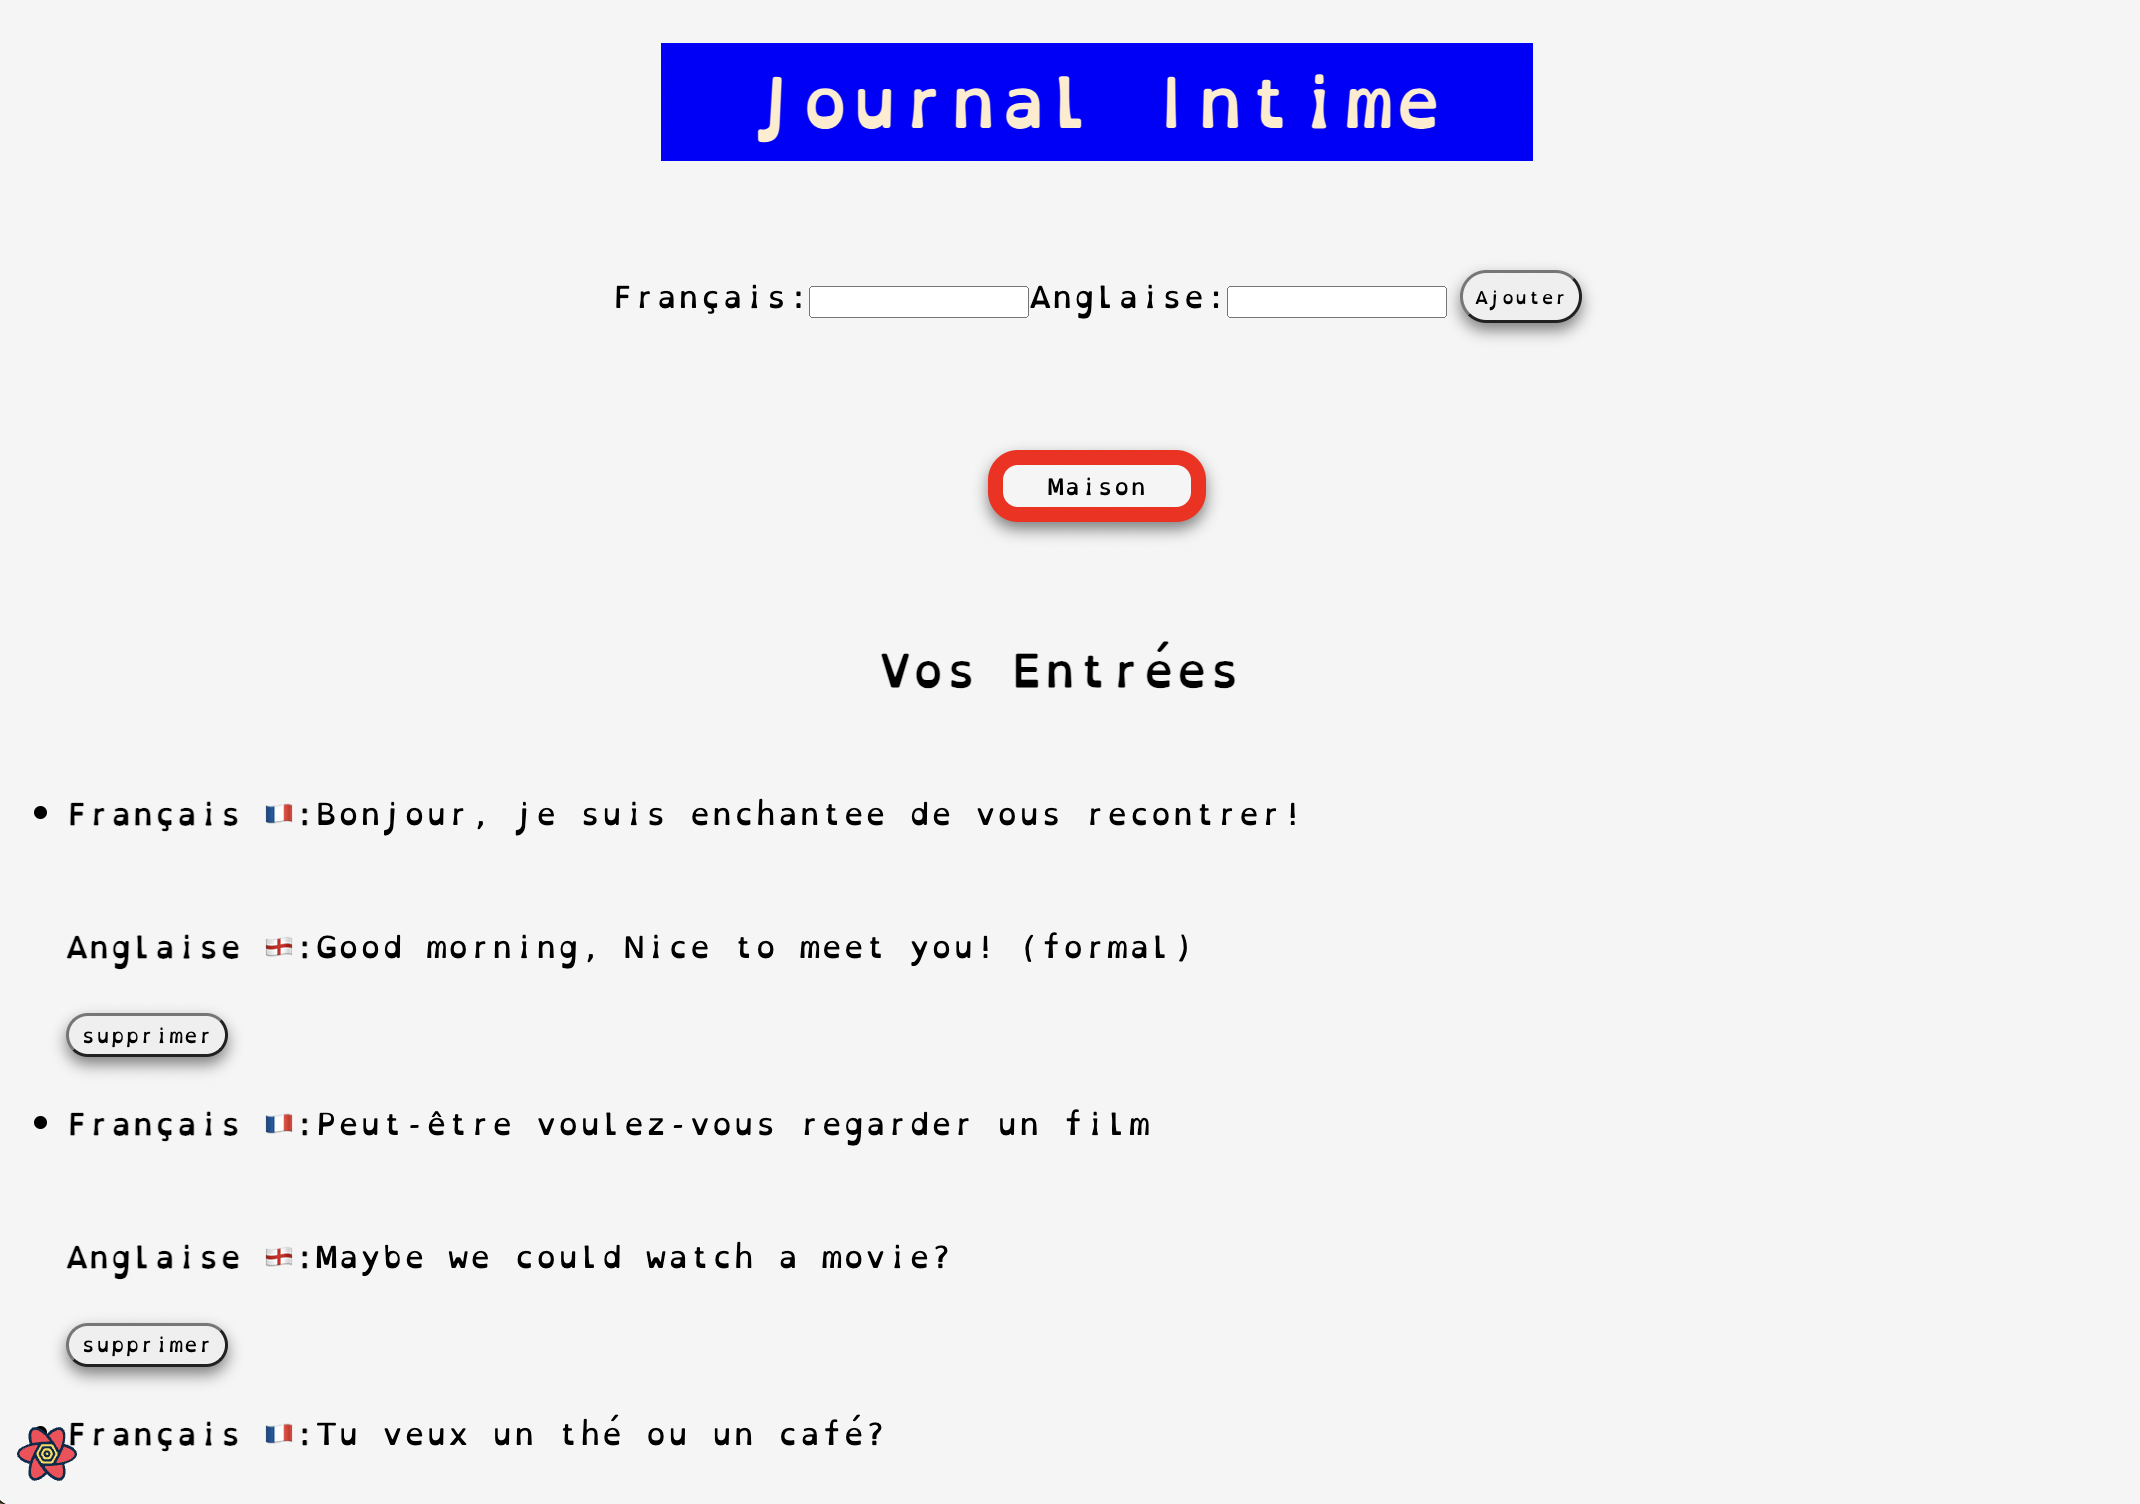 Journal Intime
Français: Anglaise: Ajouter
Maison
Vos Entrées
Français 🇫🇷:Bonjour, je suis enchantee de vous recontrer!
Anglaise 🏴󠁧󠁢󠁥󠁮󠁧󠁿:Good morning, Nice to meet you! (formal)
supprimer
Français 🇫🇷:Peut-être voulez-vous regarder un film
Anglaise 🏴󠁧󠁢󠁥󠁮󠁧󠁿:Maybe we could watch a movie?
supprimer
Français 🇫🇷:Tu veux un thé ou un café?